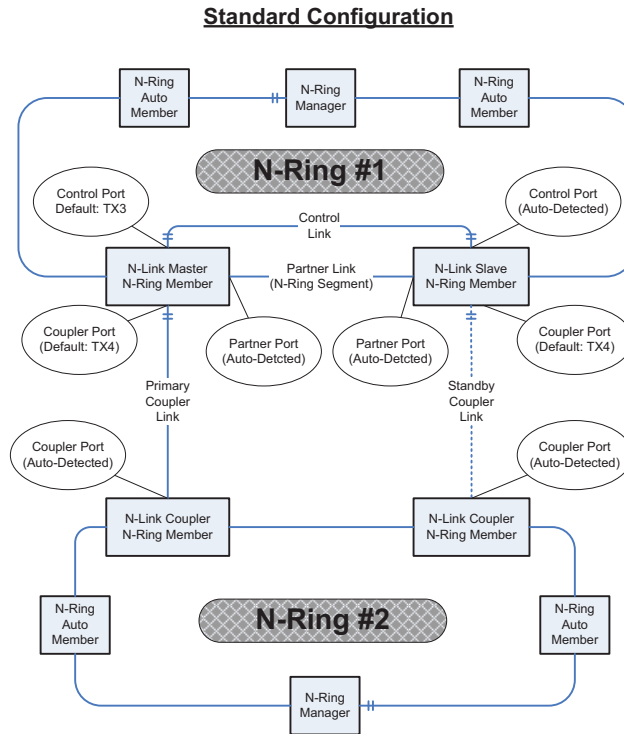 Standard Configuration
N-Ring
Auto
Member
N-Ring
Manager
N-Ring
Auto
Member
N-Ring #1
Control Port
Default: TX3
Control
Link
Control Port
(Auto-Detected)
N-Link Master
N-Ring Member
Partner Link
(N-Ring Segment)
N-Link Slave
N-Ring Member
Coupler Port
(Default: TX4)
Partner Port
(Auto-Detcted)
Partner Port
(Auto-Detcted)
Coupler Port
(Default: TX4)
Primary
Coupler
Link
Standby
Coupler
Link
Coupler Port
(Auto-Detected)
Coupler Port
(Auto-Detected)
N-Link Coupler
N-Ring Member
N-Link Coupler
N-Ring Member
N-Ring
Auto
Member
N-Ring #2
N-Ring
Auto
Member
N-Ring
Manager